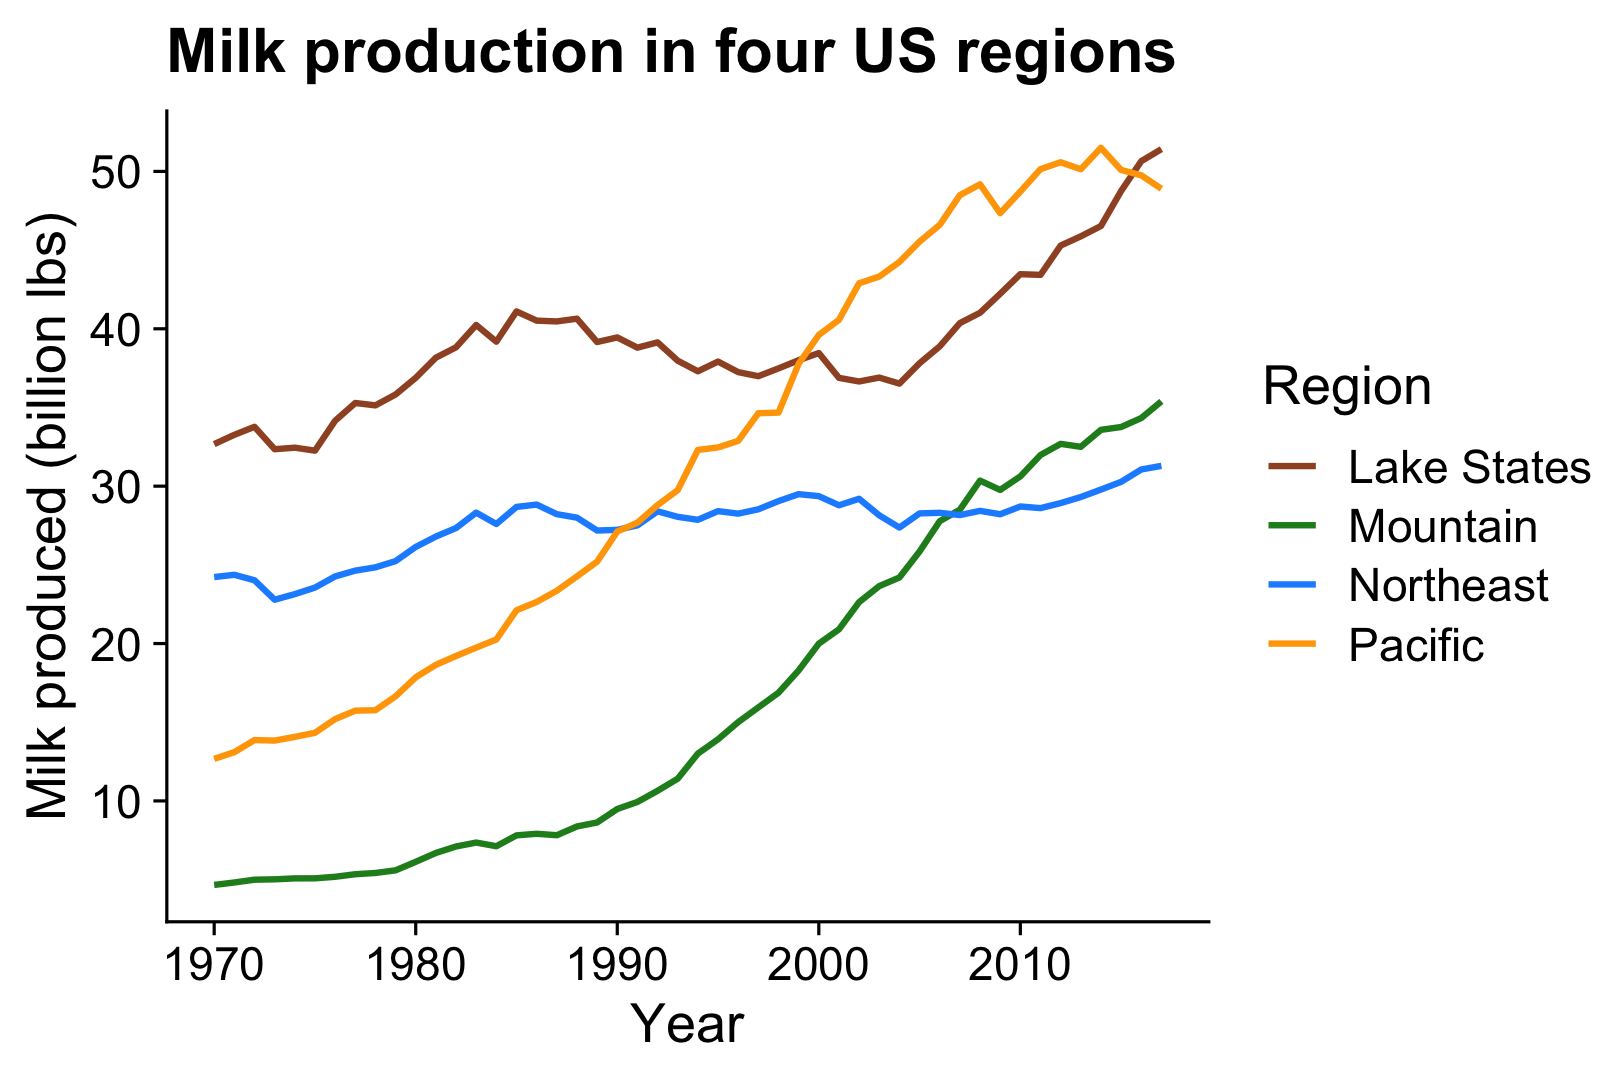 Milk production in four US regions
Milk produced (billion lbs)
50
40
30
20
10
1970 1980 1990 2000 2010
Year
Region
Lake States
Mountain
Northeast
Pacific